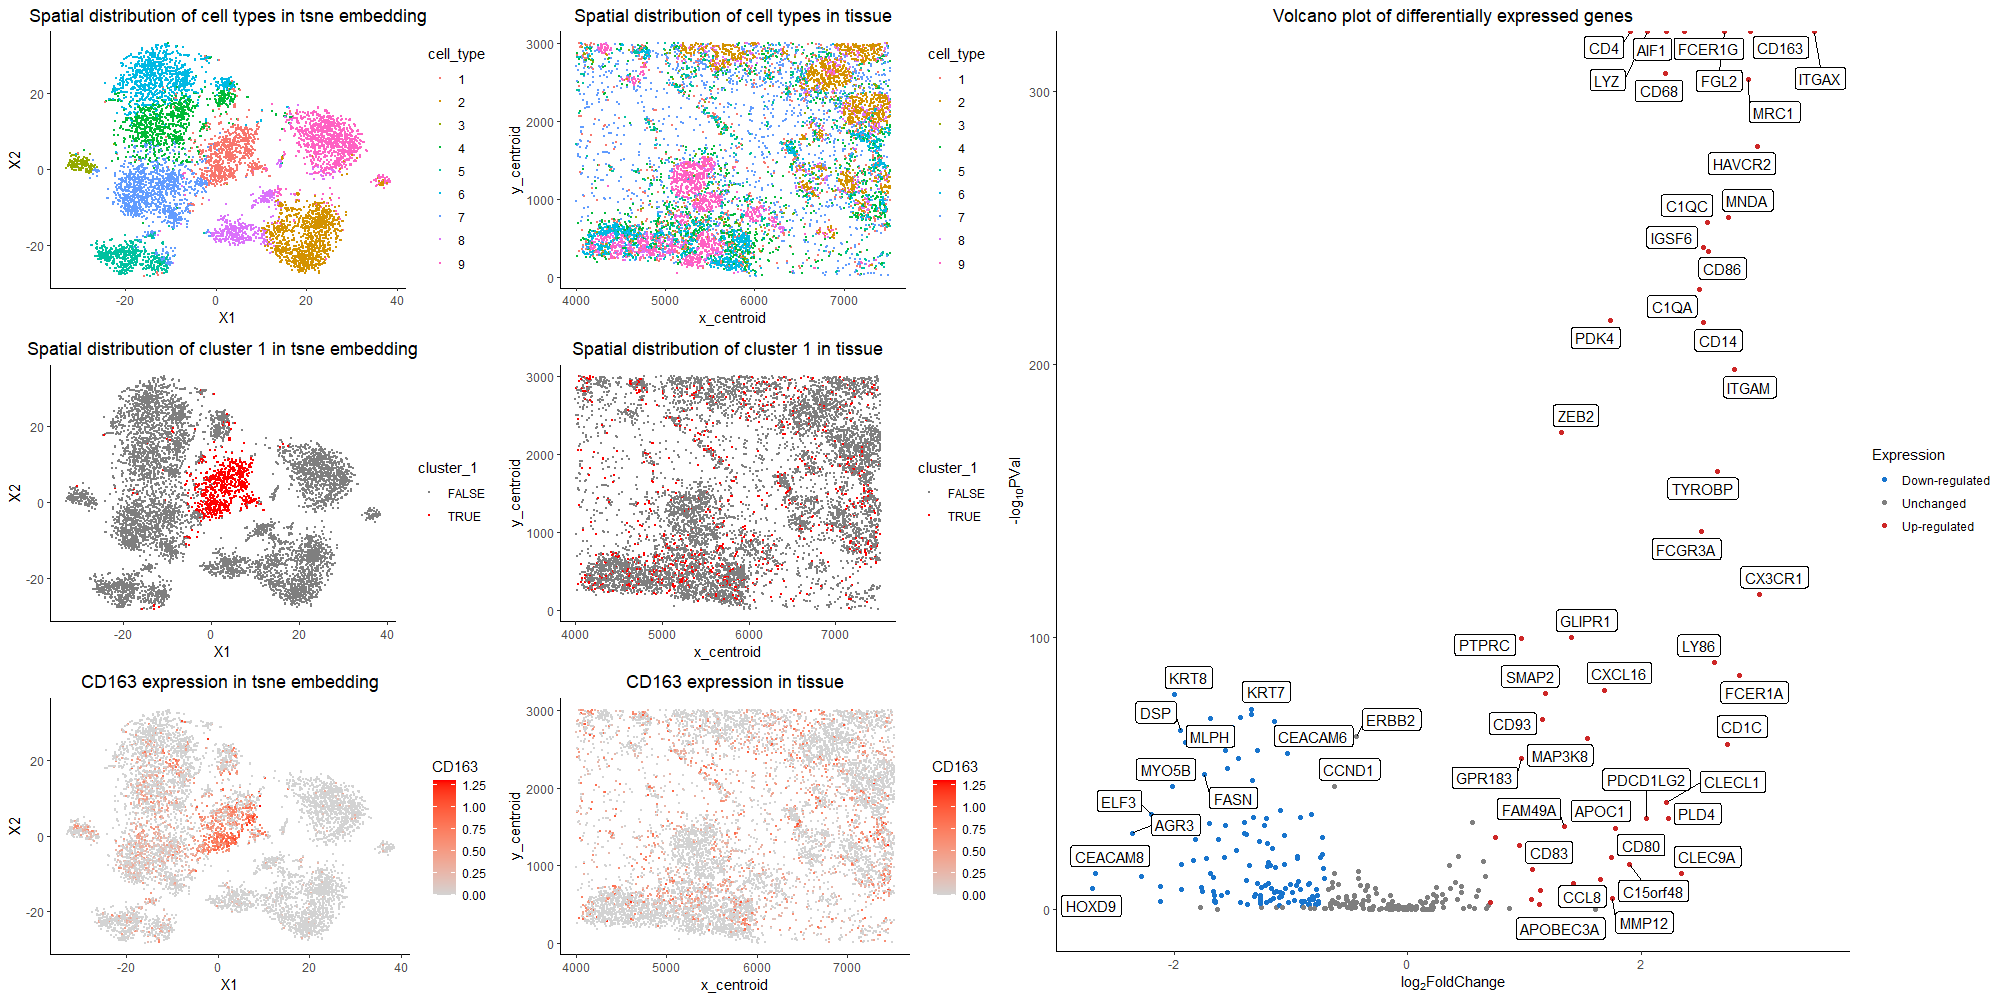 Spatial distribution of cell types in tsne embedding
X2
20
0
-20
-20
0
20
40
X1
cell_type
1
2
3
4
5
6
7
8
9
Spatial distribution of cell types in tissue
y_centroid
3000
2000
1000
0
4000
5000
6000
7000
x_centroid
cell_type
1
2
3
4
5
6
7
8
9
Spatial distribution of cluster 1 in tsne embedding
X2
20
0
-20
-20
0
20
40
X1
cluster_1
FALSE
TRUE
Spatial distribution of cluster 1 in tissue
y_centroid
3000
2000
1000
0
4000
5000
6000
7000
x_centroid
cluster_1
FALSE
TRUE
CD163 expression in tsne embedding
X2
20
0
-20
-20
0
20
40
X1
CD163
1.25
1.00
0.75
0.50
0.25
0.00
CD163 expression in tissue
y_centroid
3000
2000
1000
0
4000
5000
6000
7000
x_centroid
CD163
1.25
1.00
0.75
0.50
0.25
0.00
Volcano plot of differentially expressed genes
-log₁₀PVal
300
200
100
0
-2
0
2
log₂FoldChange
CD4
AIF1
FCER1G
CD163
LYZ
CD68
FGL2
ITGAX
MRC1
HAVCR2
C1QC
MNDA
IGSF6
CD86
C1QA
PDK4
CD14
ITGAM
ZEB2
TYROBP
FCGR3A
CX3CR1
GLIPR1
PTPRC
LY86
SMAP2
CXCL16
FCER1A
CD93
CD1C
MAP3K8
GPR183
PDCD1LG2
CLECL1
FAM49A
APOC1
PLD4
CD83
CD80
CLEC9A
CCL8
C15orf48
APOBEC3A
MMP12
KRT8
KRT7
DSP
MLPH
CEACAM6
ERBB2
MYO5B
CCND1
ELF3
FASN
AGR3
CEACAM8
HOXD9
Expression
Down-regulated
Unchanged
Up-regulated